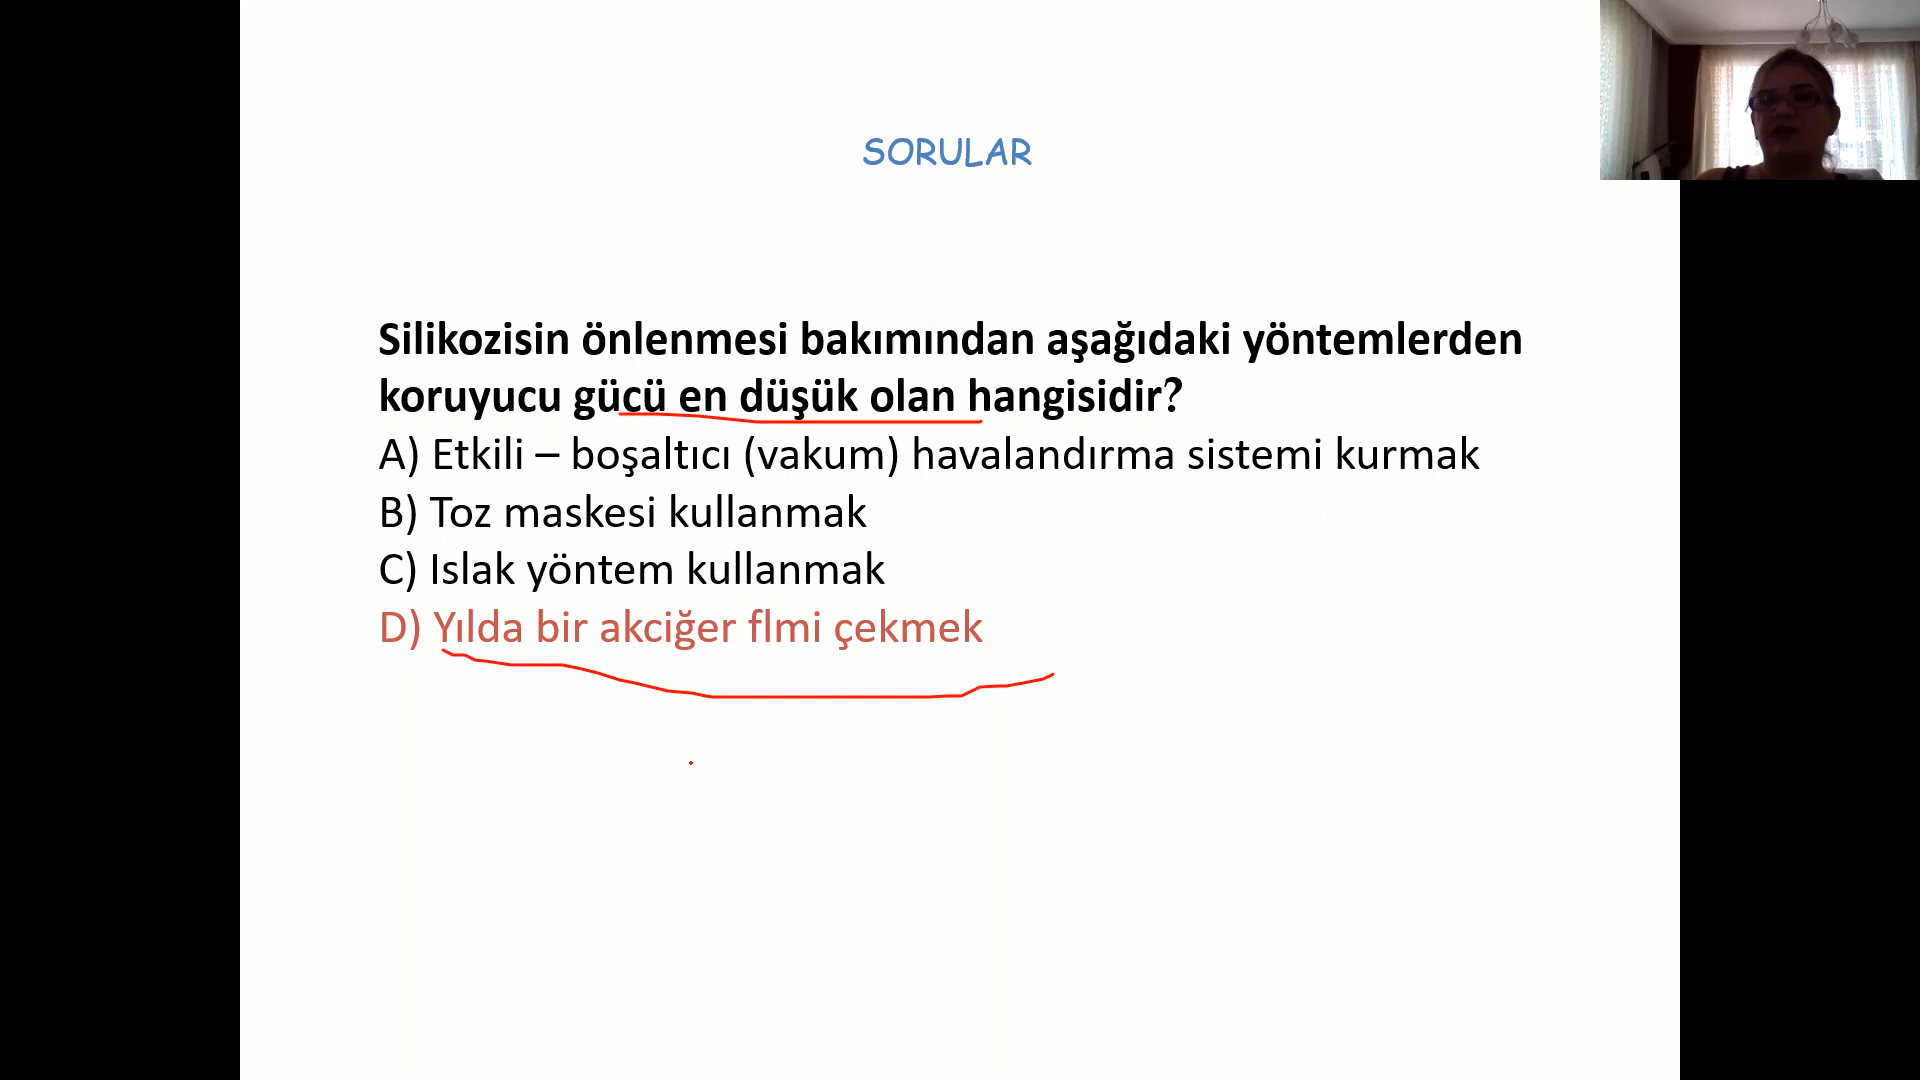 SORULAR
Silikozisin önlenmesi bakımından aşağıdaki yöntemlerden
koruyucu gücü en düşük olan hangisidir?
A) Etkili – boşaltıcı (vakum) havalandırma sistemi kurmak
B) Toz maskesi kullanmak
C) Islak yöntem kullanmak
D) Yılda bir akciğer flmi çekmek